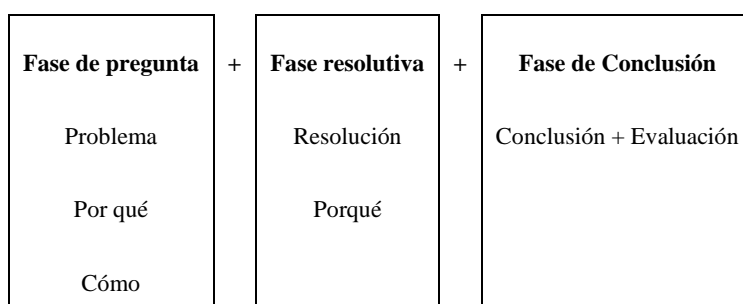 Fase de pregunta + Fase resolutiva + Fase de Conclusión
Problema Resolución Conclusión + Evaluación
Por qué Porqué
Cómo